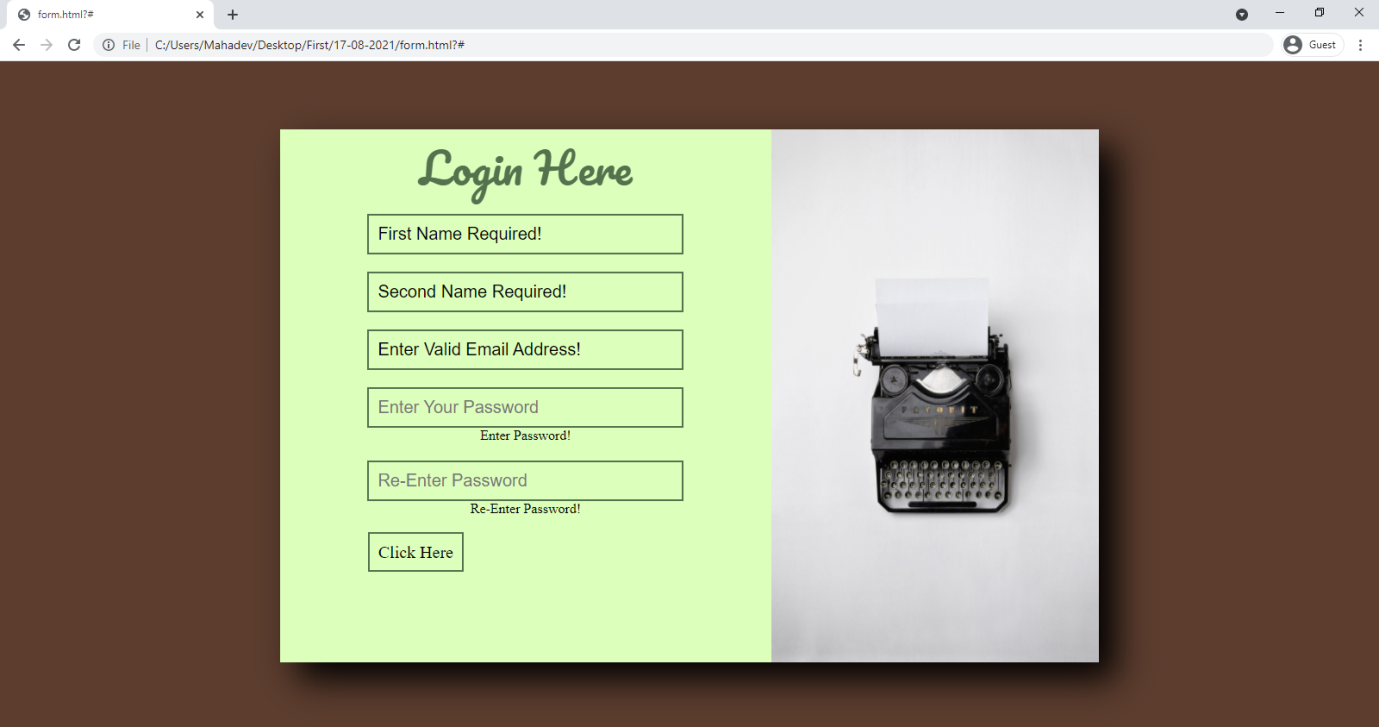 form.html?#
File
C:/Users/Mahadev/Desktop/First/17-08-2021/form.html?#
Guest
Login Here
First Name Required!
Second Name Required!
Enter Valid Email Address!
Enter Your Password
Enter Password!
Re-Enter Password
Re-Enter Password!
Click Here